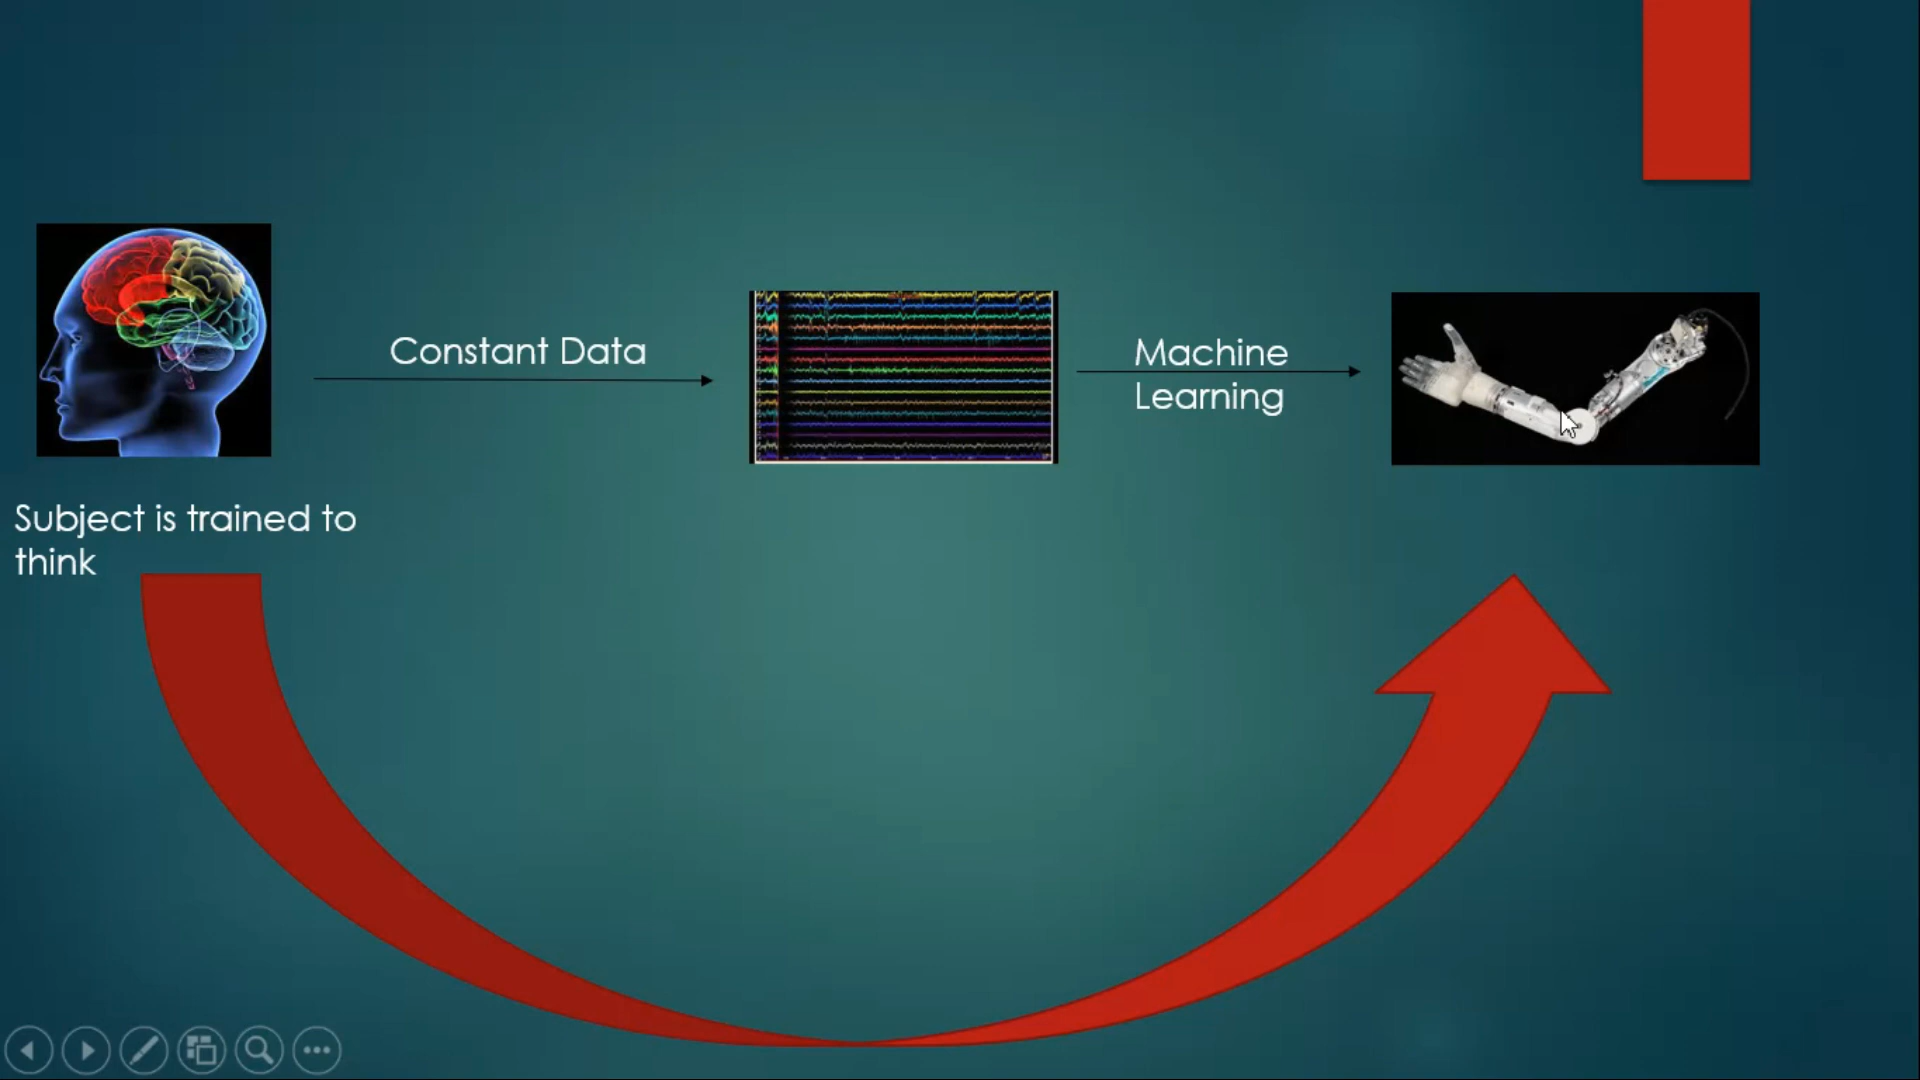 Constant Data
Machine
Learning
Subject is trained to
think